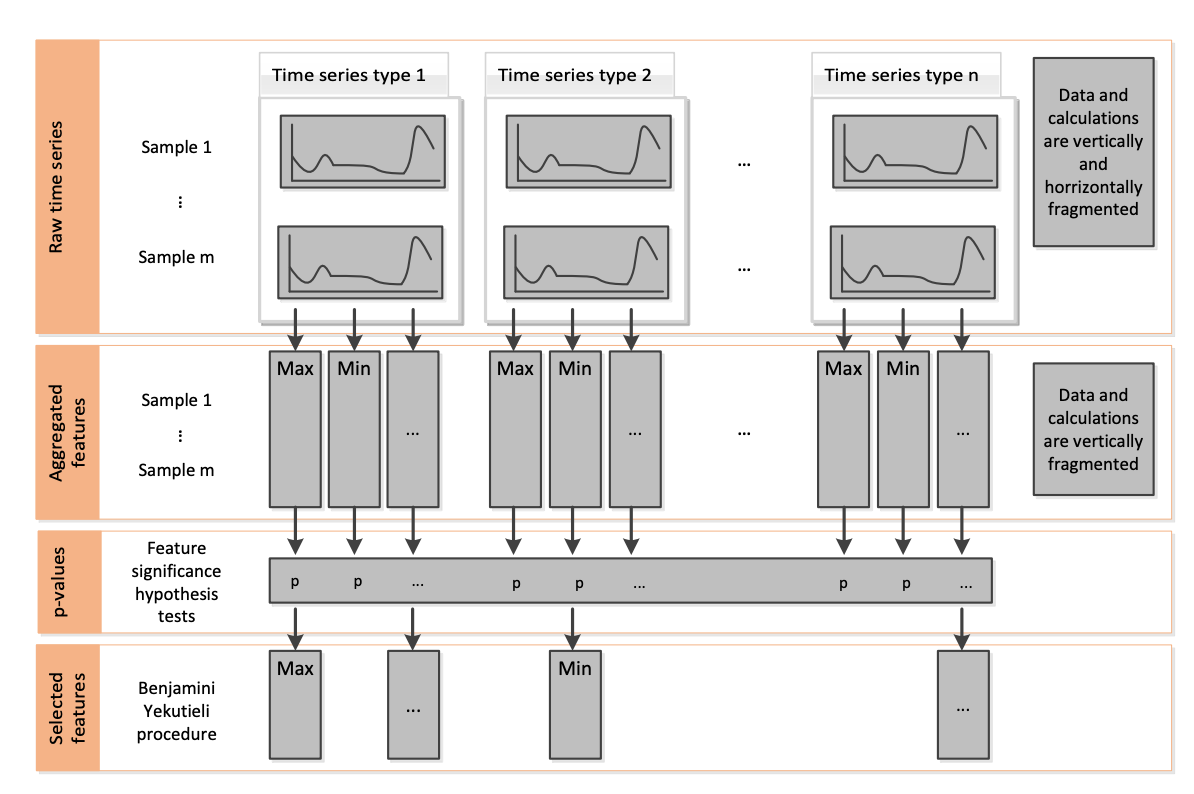 Raw time series
Time series type 1
Time series type 2
Time series type n
Sample 1
...
Sample m
...
...
Data and
calculations
are vertically
and
horrizontally
fragmented
Aggregated
features
Sample 1
...
Sample m
Max
Min
...
Max
Min
...
...
Max
Min
...
Data and
calculations
are vertically
fragmented
p-values
Feature
significance
hypothesis
tests
p
p
...
p
p
...
p
p
...
Selected
features
Benjamini
Yekutieli
procedure
Max
...
Min
...